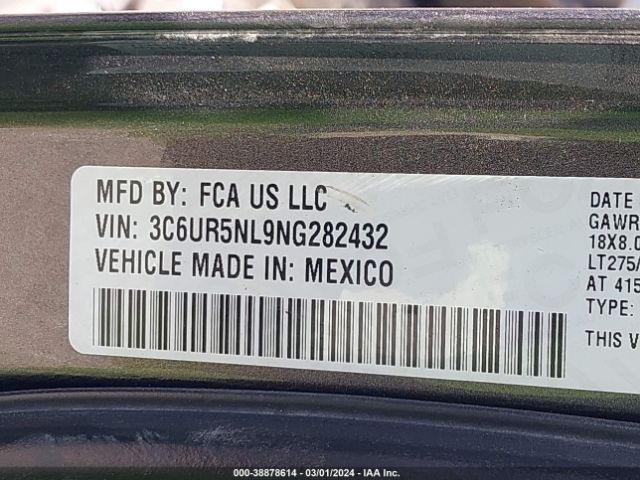 MFD BY: FCA US LLC
VIN: 3C6UR5NL9NG282432
VEHICLE MADE IN: MEXICO
DATE
GAWR
18X8.0
LT275/
AT 415
TYPE:
THIS V
000-38878614 • 03/01/2024 • IAA Inc.